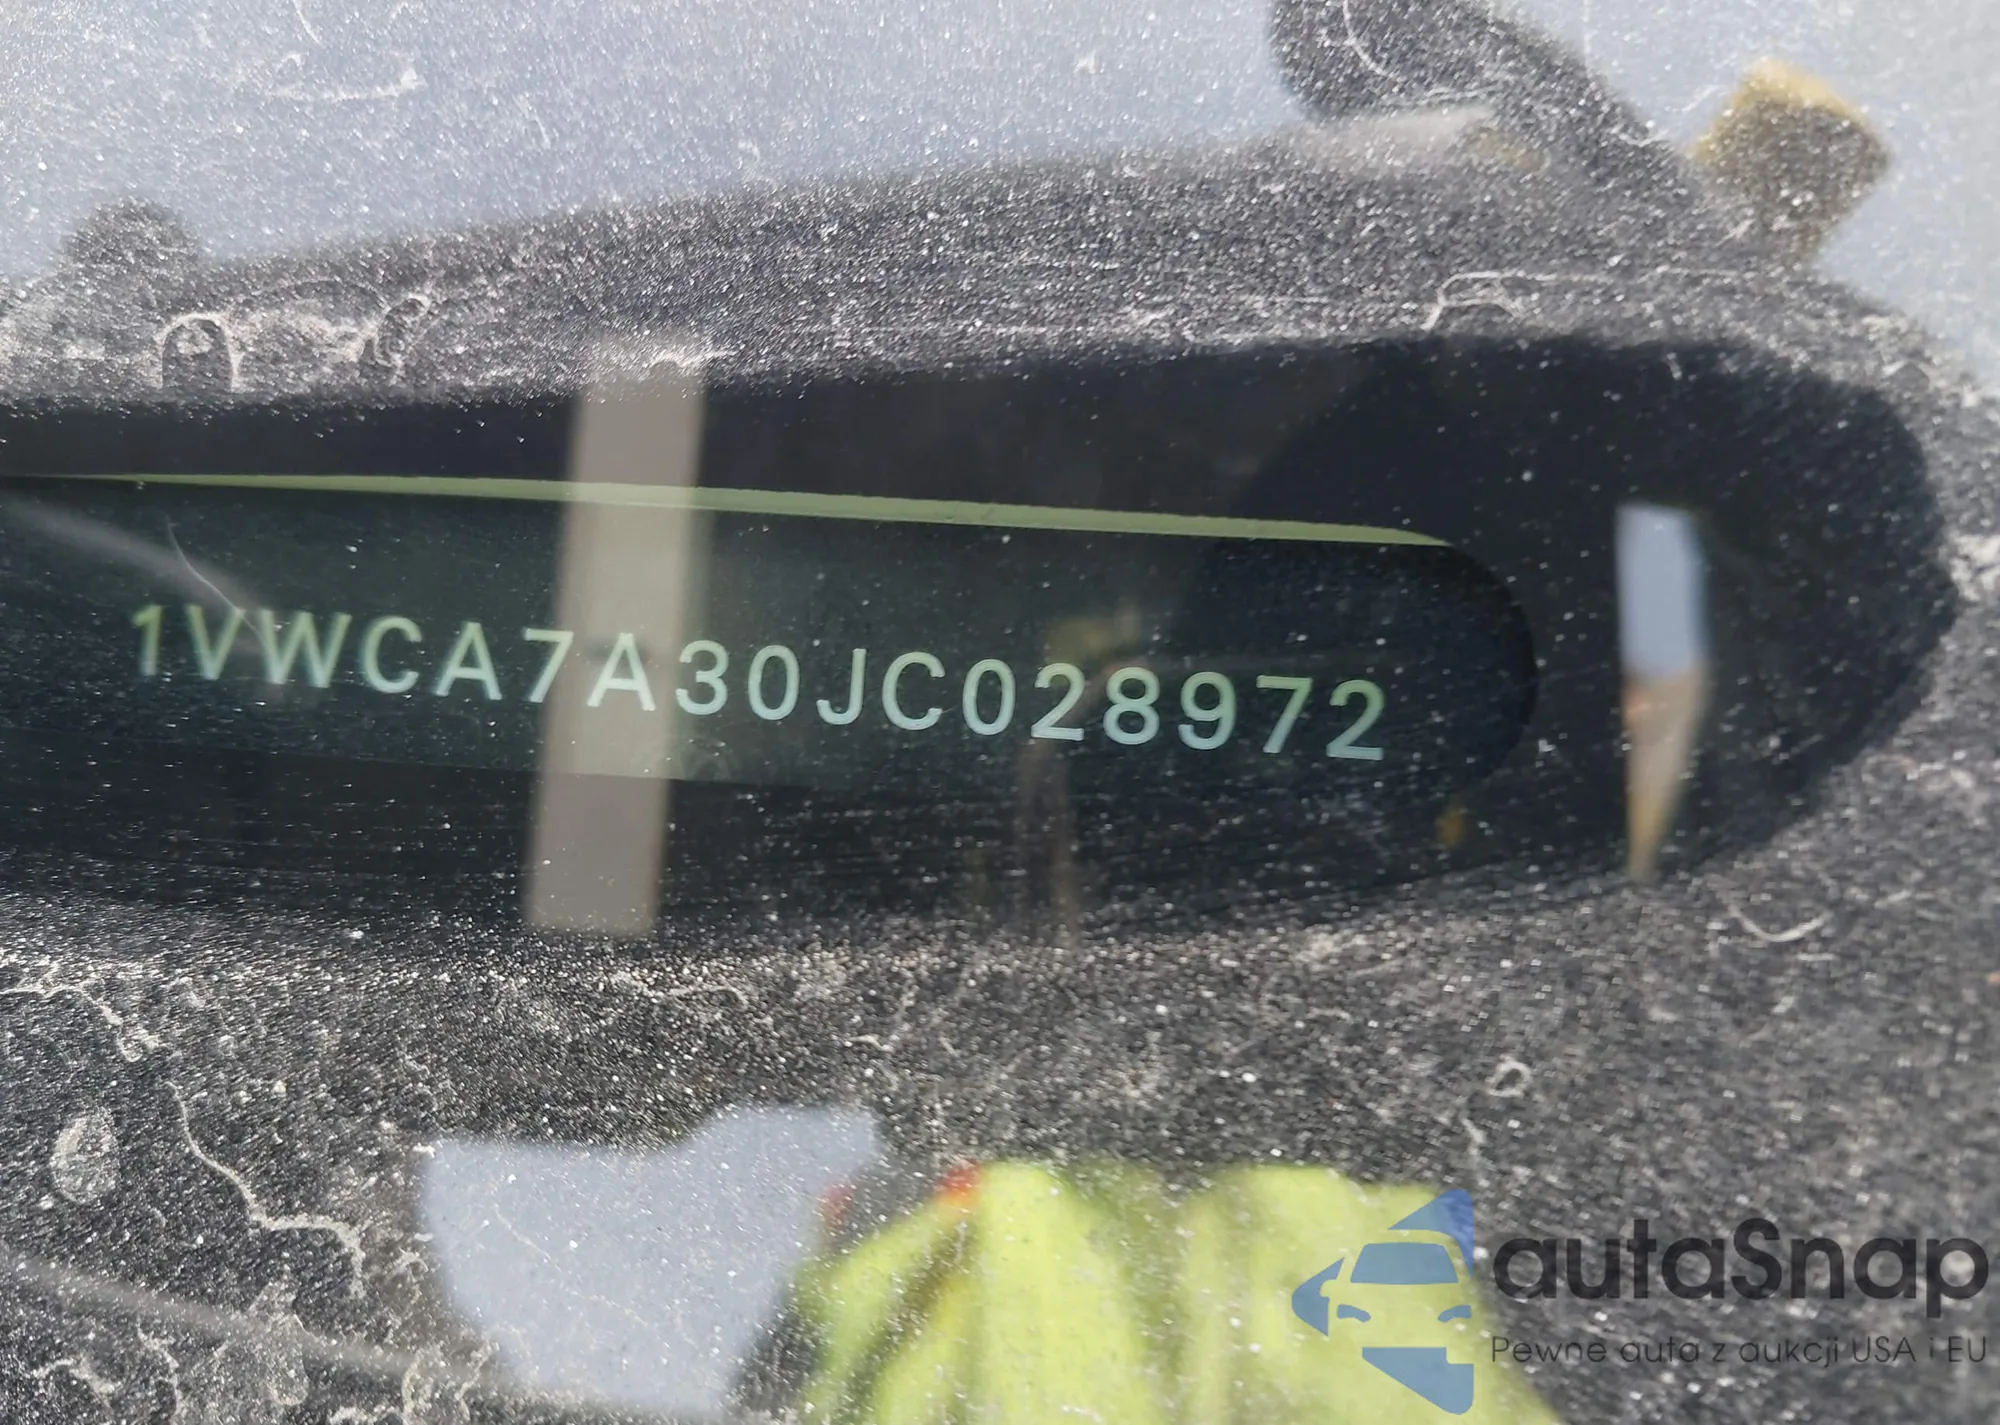 1VWCA7A30JC028972
autaSnap
Pewne auta z aukcji USA i EU